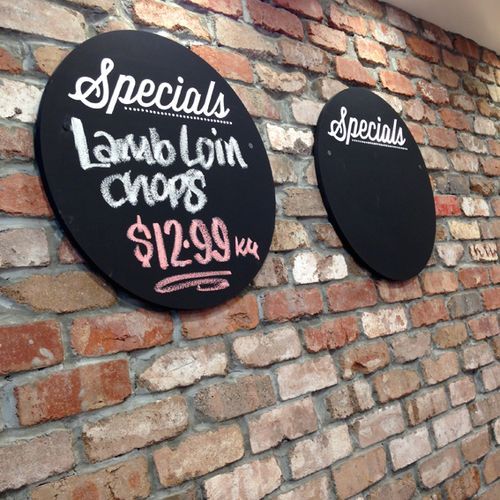 Specials
Lamb Loin
Chops
$12.99 KG
Specials